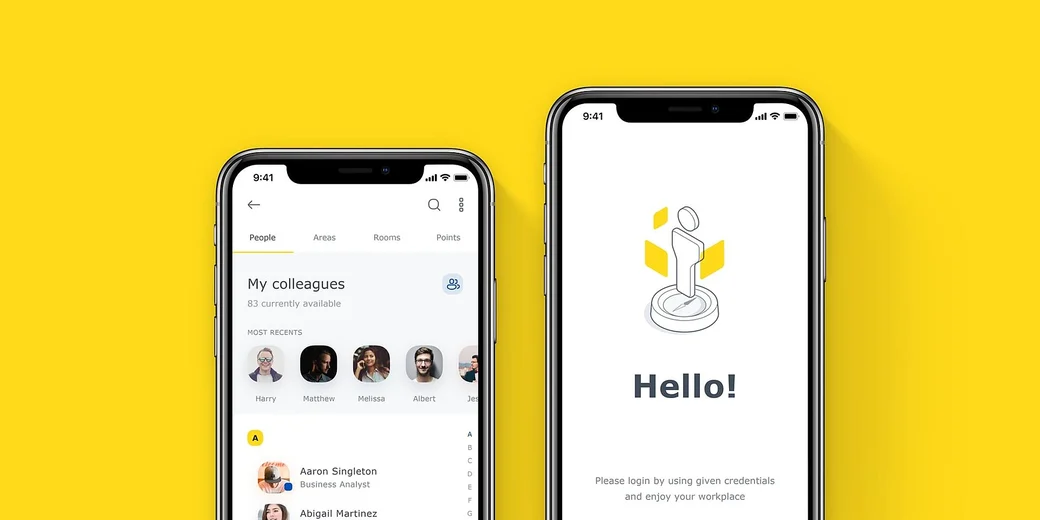 9:41
People Areas Rooms Points
My colleagues
83 currently available
MOST RECENTS
Harry Matthew Melissa Albert Jes
A
A
B
C
D
E
F
G
Aaron Singleton
Business Analyst
Abigail Martinez
9:41
Hello!
Please login by using given credentials
and enjoy your workplace